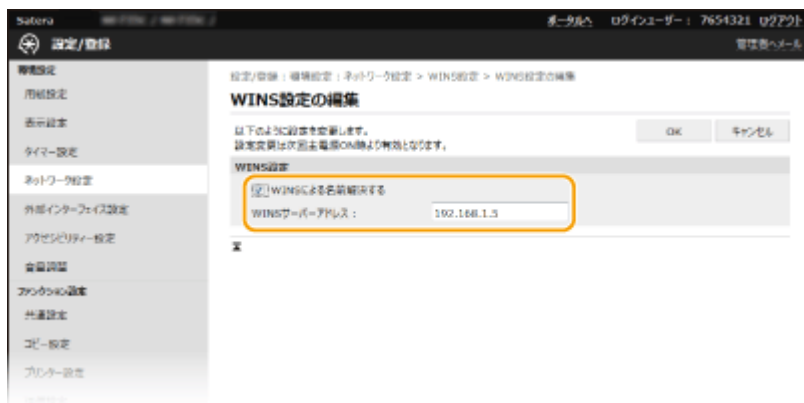 Satera
ポータルへ ログインユーザー： 7654321 ログアウト
設定/登録
管理者へメール
環境設定
用紙設定
表示設定
タイマー設定
ネットワーク設定
外部インターフェイス設定
アクセシビリティー設定
音量調整
ファンクション設定
共通設定
コピー設定
プリンター設定
設定/登録：環境設定：ネットワーク設定 > WINS設定 > WINS設定の編集
WINS設定の編集
以下のように設定を変更します。
設定変更は次回主電源ON時より有効となります。
OK キャンセル
WINS設定
WINSによる名前解決する
WINSサーバーアドレス： 192.168.1.5